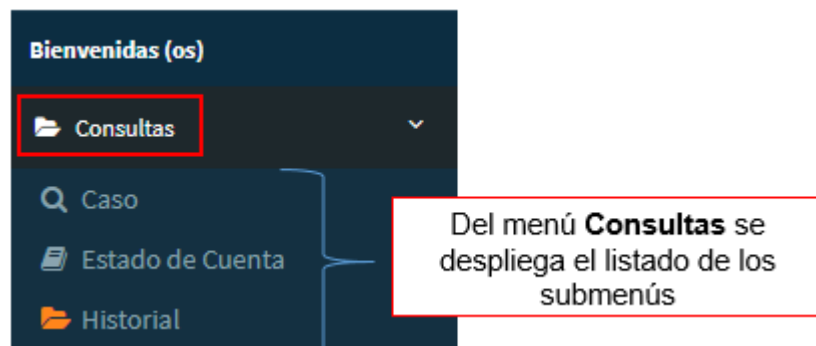 Bienvenidas (os)
Consultas
Caso
Estado de Cuenta
Historial
Del menú Consultas se
despliega el listado de los
submenús